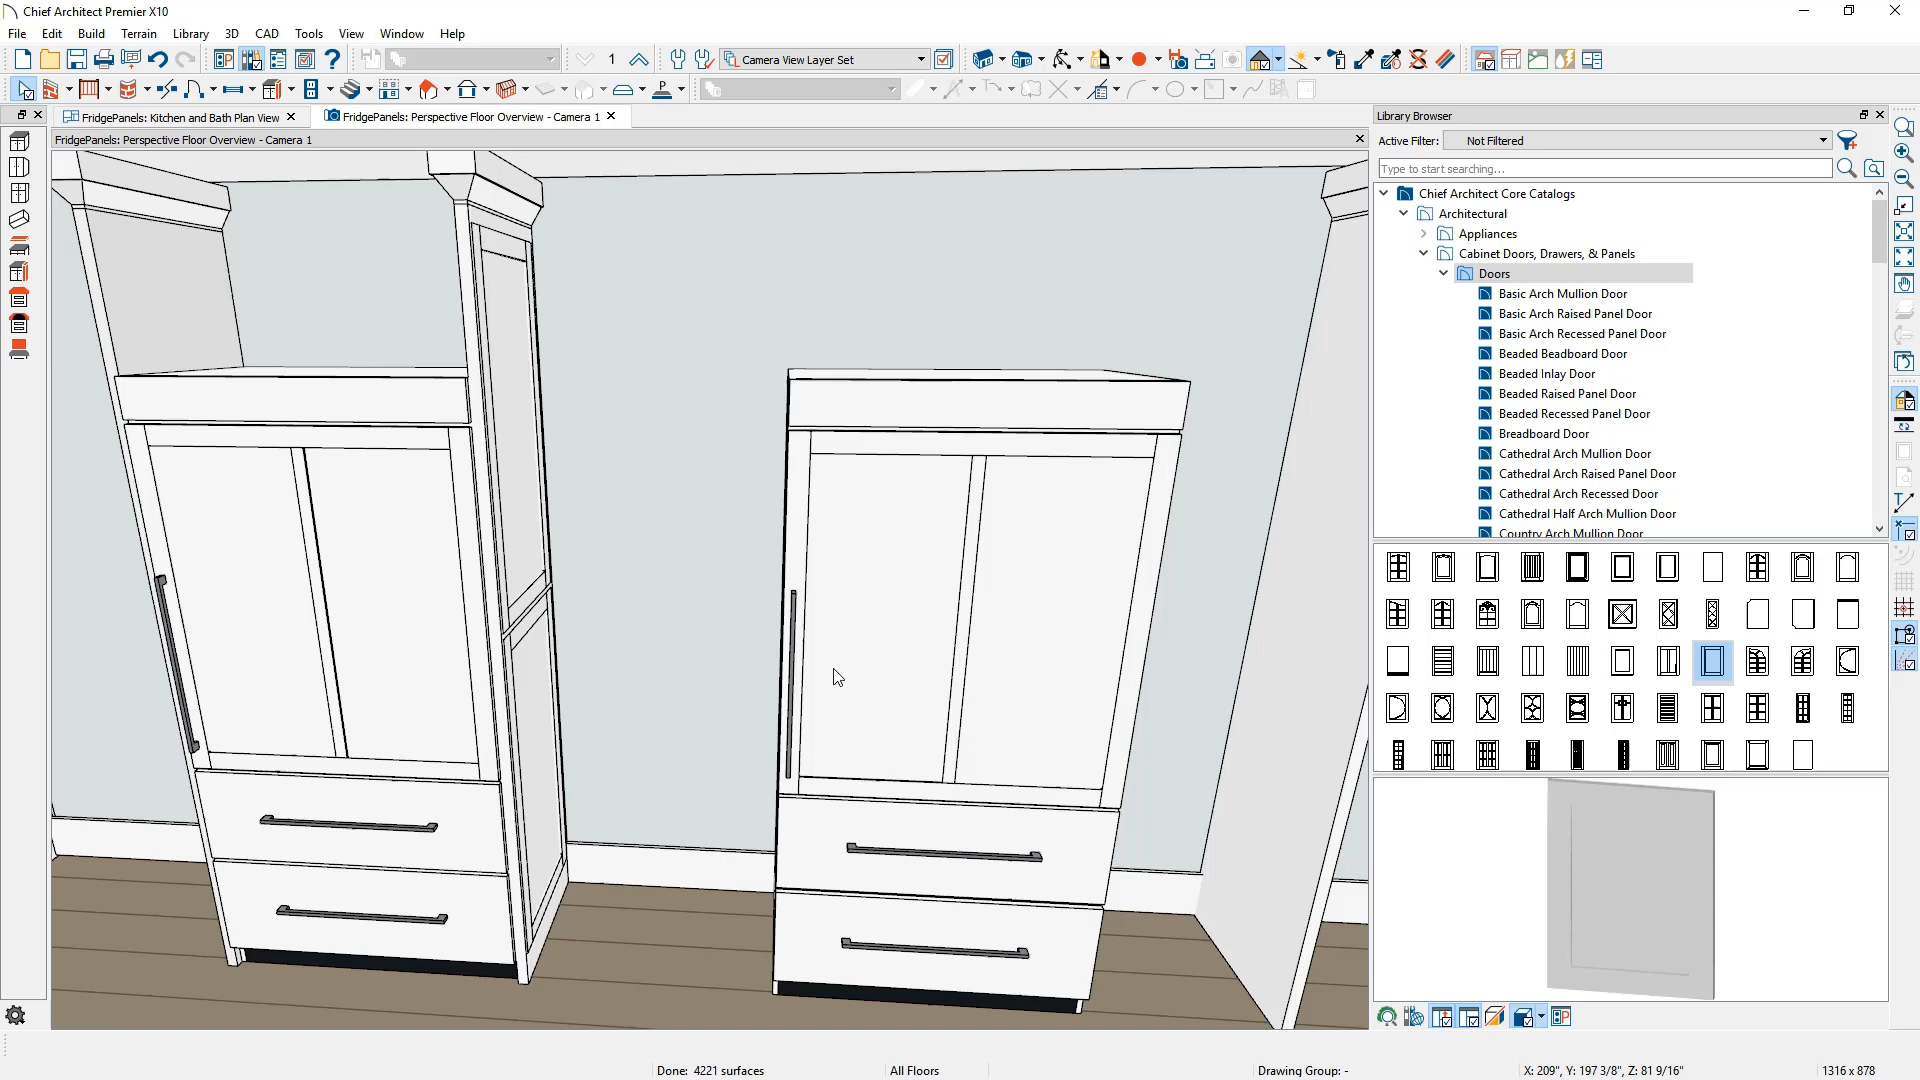 Chief Architect Premier X10
File Edit Build Terrain Library 3D CAD Tools View Window Help
1 Camera View Layer Set
FridgePanels: Kitchen and Bath Plan View FridgePanels: Perspective Floor Overview - Camera 1
FridgePanels: Perspective Floor Overview - Camera 1
Library Browser
Active Filter: Not Filtered
Type to start searching...
Chief Architect Core Catalogs
Architectural
Appliances
Cabinet Doors, Drawers, & Panels
Doors
Basic Arch Mullion Door
Basic Arch Raised Panel Door
Basic Arch Recessed Panel Door
Beaded Beadboard Door
Beaded Inlay Door
Beaded Raised Panel Door
Beaded Recessed Panel Door
Breadboard Door
Cathedral Arch Mullion Door
Cathedral Arch Raised Panel Door
Cathedral Arch Recessed Door
Cathedral Half Arch Mullion Door
Country Arch Mullion Door
Done: 4221 surfaces All Floors Drawing Group: - X: 209", Y: 197 3/8", Z: 81 9/16" 1316 x 878